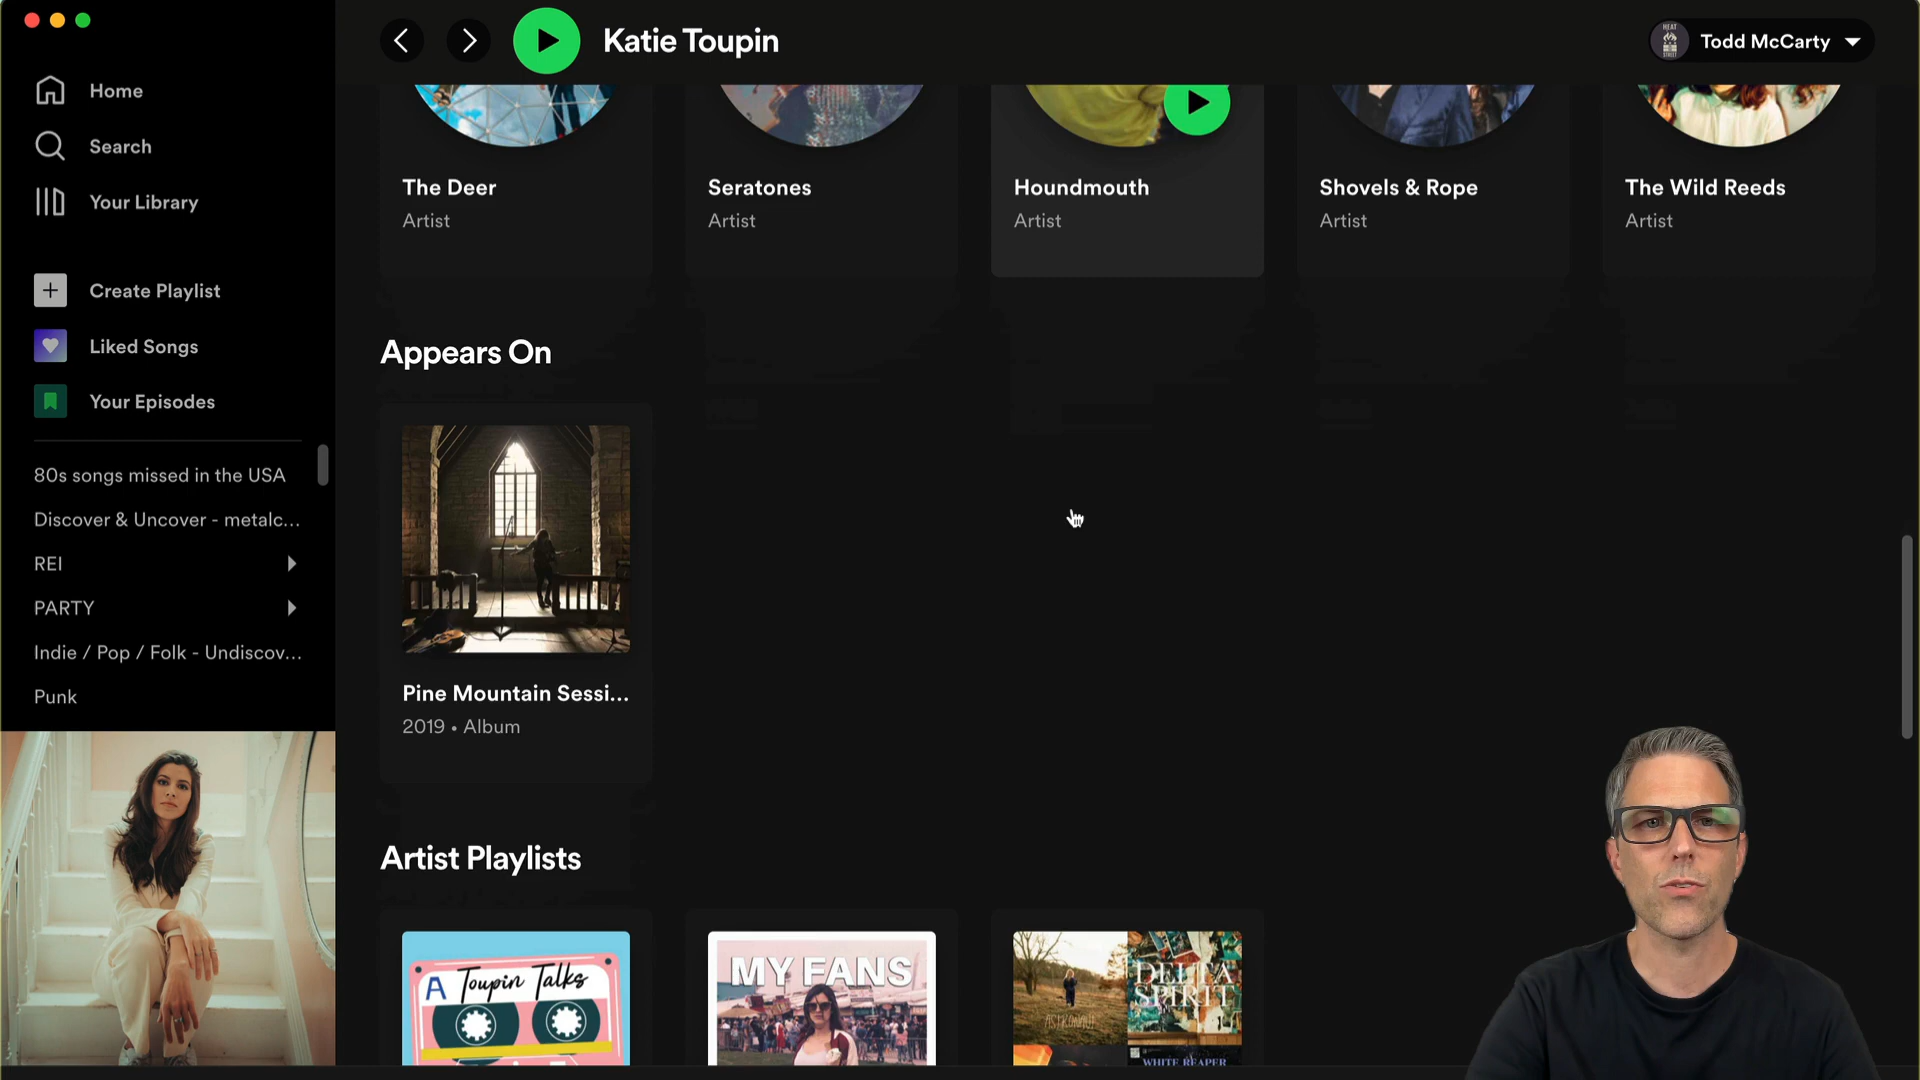 Katie Toupin
Todd McCarty
Home
Search
Your Library
Create Playlist
Liked Songs
Your Episodes
80s songs missed in the USA
Discover & Uncover - metalc...
REI
PARTY
Indie / Pop / Folk - Undiscov...
Punk
The Deer
Artist
Seratones
Artist
Houndmouth
Artist
Shovels & Rope
Artist
The Wild Reeds
Artist
Appears On
Pine Mountain Sessi...
2019 • Album
Artist Playlists
A Toupin Talks
MY FANS
ASTRONAUT
DELTA
SPIRIT
WHITE REAPER
HEAT
STREET